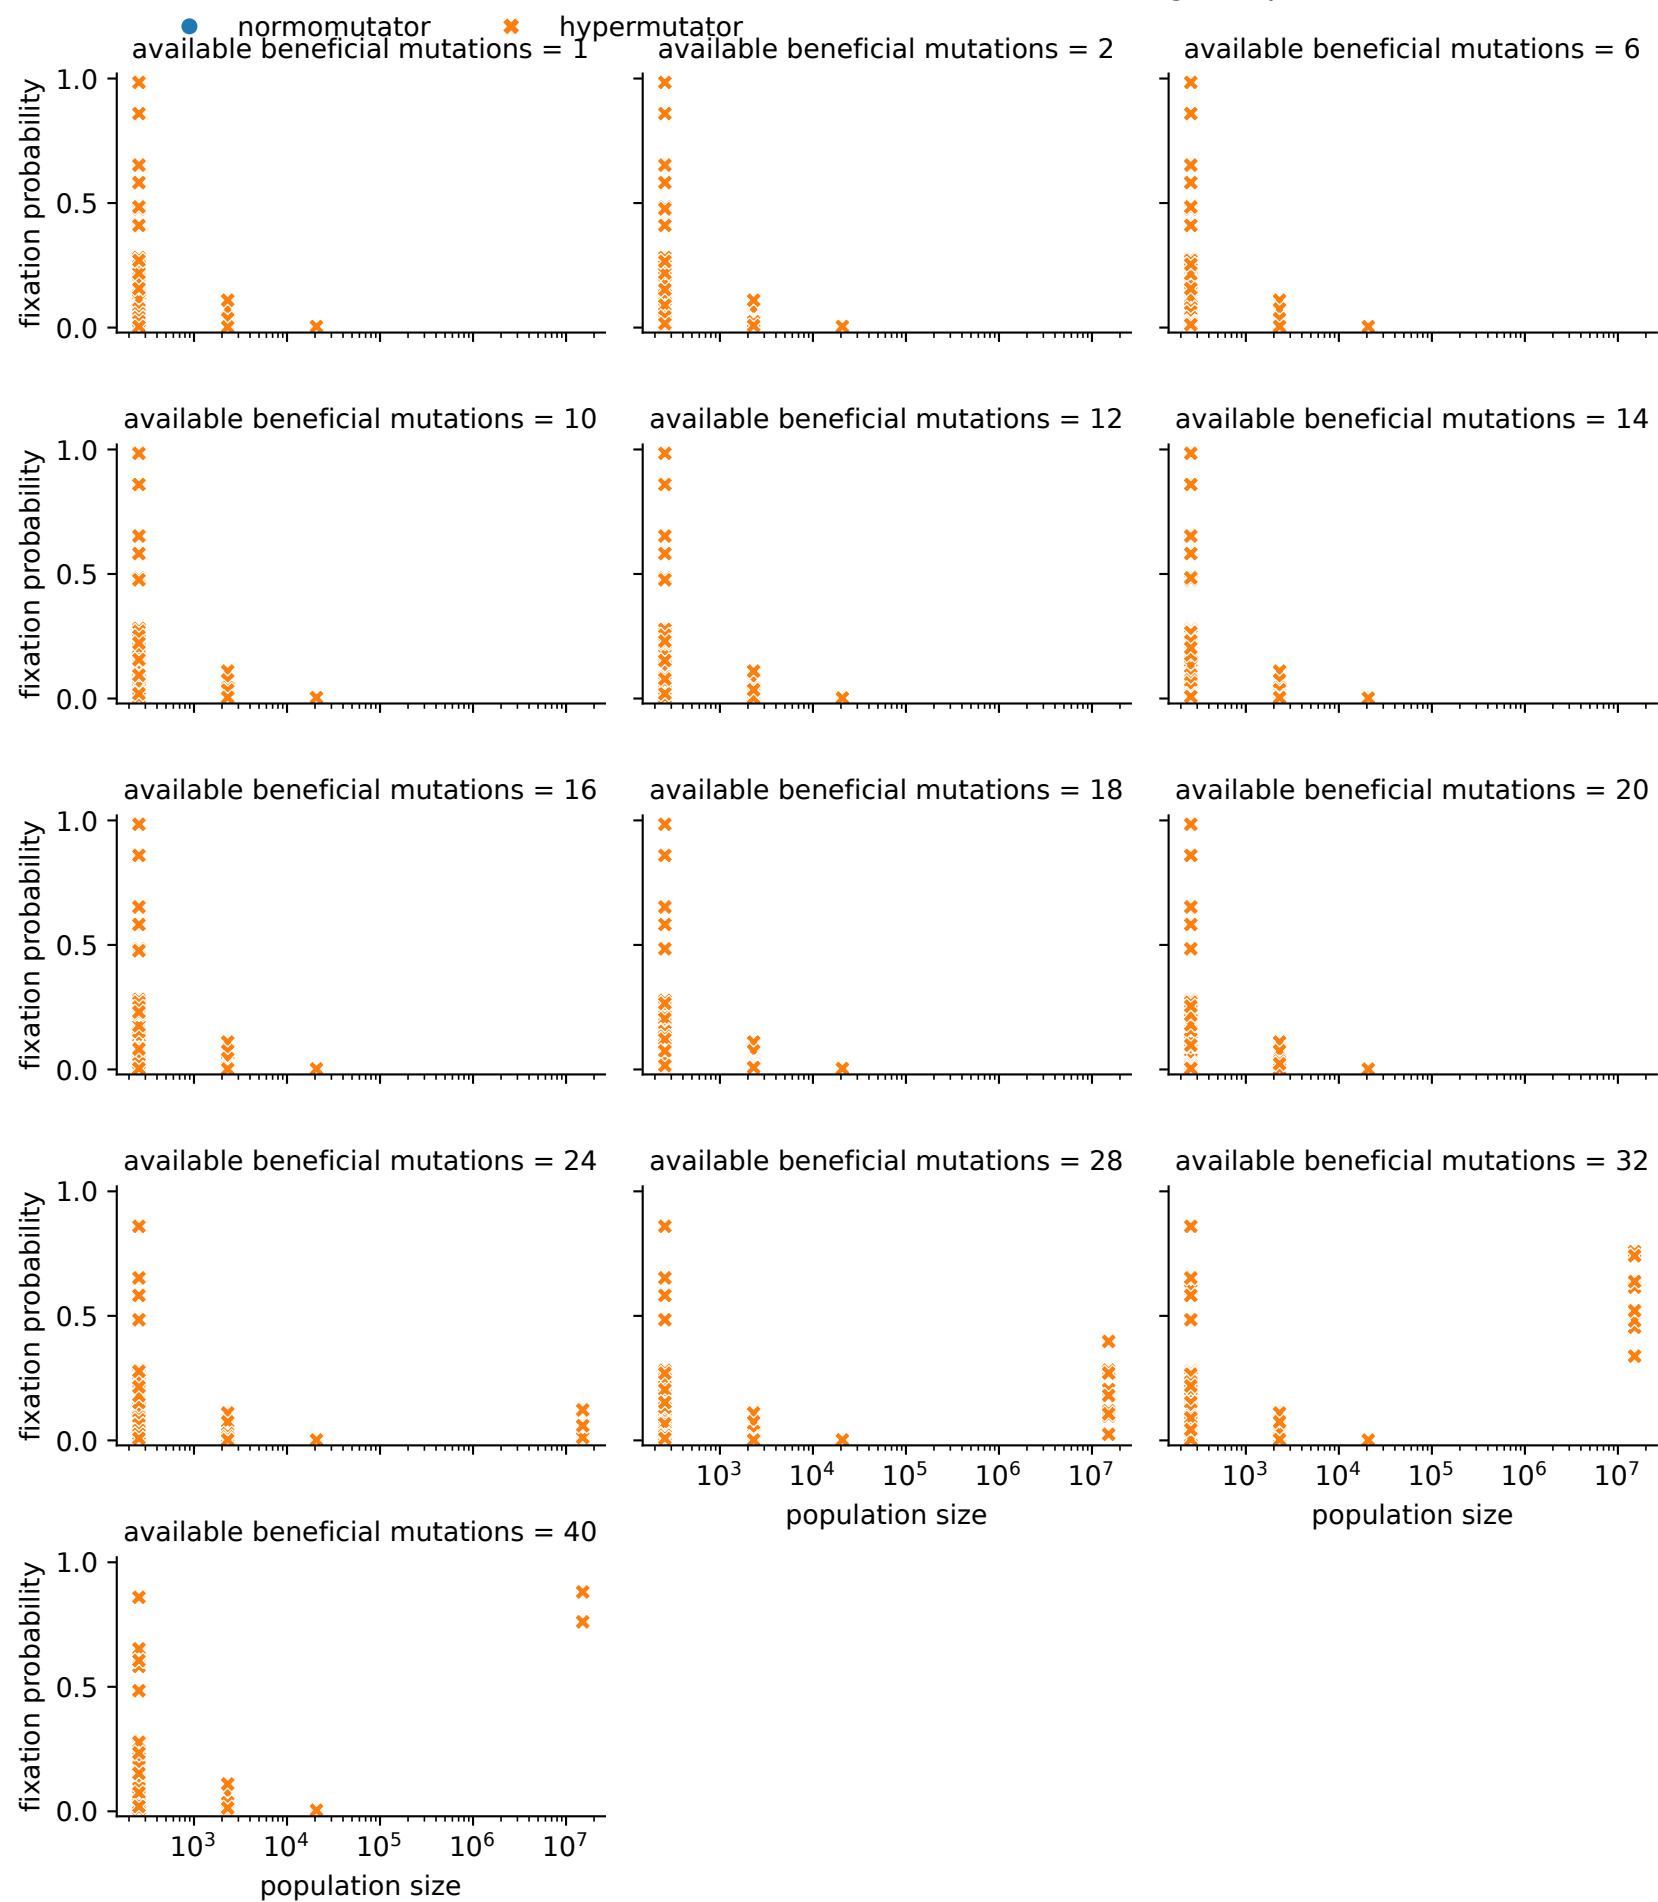 normomutator hypermutator
available beneficial mutations = 1 available beneficial mutations = 2 available beneficial mutations = 6
1.0
0.5
0.0
fixation probability
available beneficial mutations = 10 available beneficial mutations = 12 available beneficial mutations = 14
1.0
0.5
0.0
fixation probability
available beneficial mutations = 16 available beneficial mutations = 18 available beneficial mutations = 20
1.0
0.5
0.0
fixation probability
available beneficial mutations = 24 available beneficial mutations = 28 available beneficial mutations = 32
1.0
0.5
0.0
fixation probability
10³ 10⁴ 10⁵ 10⁶ 10⁷ 10³ 10⁴ 10⁵ 10⁶ 10⁷
population size population size
available beneficial mutations = 40
1.0
0.5
0.0
fixation probability
10³ 10⁴ 10⁵ 10⁶ 10⁷
population size